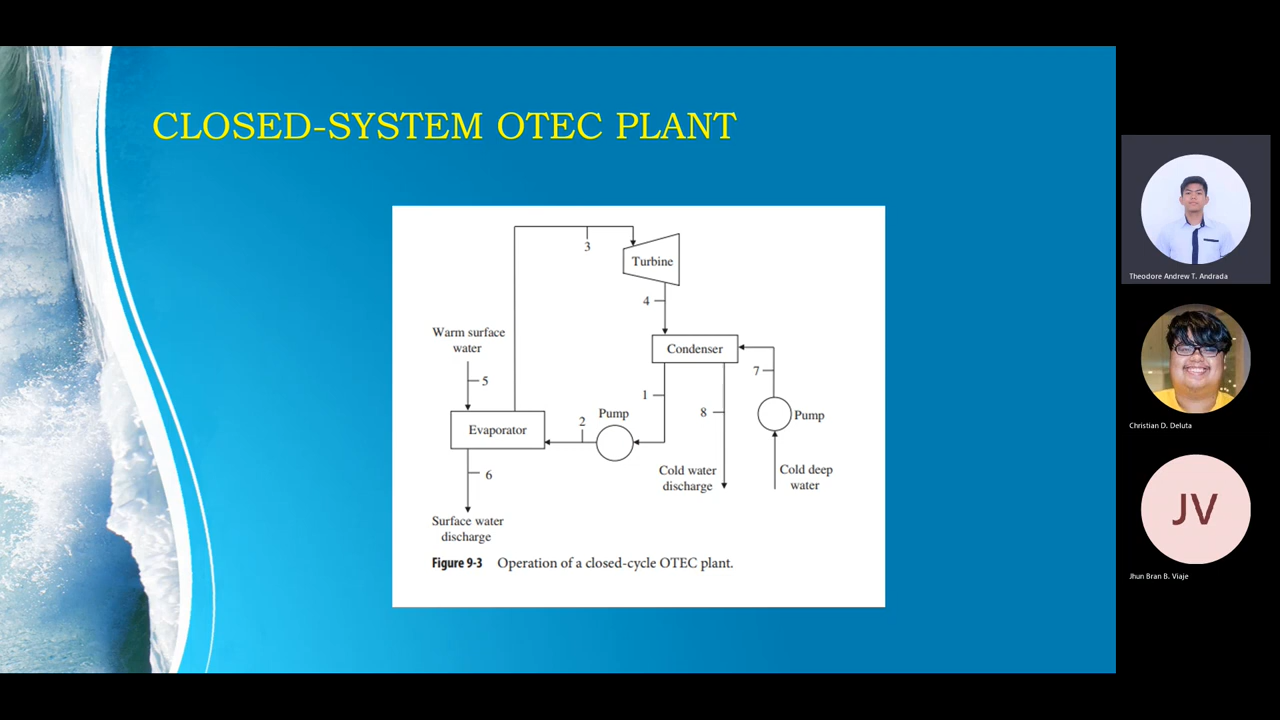 CLOSED-SYSTEM OTEC PLANT
3
Turbine
4
Warm surface
water
Condenser
5
7
1
8
Pump
2
Pump
Evaporator
6
Cold water
discharge
Cold deep
water
Surface water
discharge
Figure 9-3 Operation of a closed-cycle OTEC plant.
Theodore Andrew T. Andrada
Christian D. Deluta
JV
Jhun Bran B. Viaje